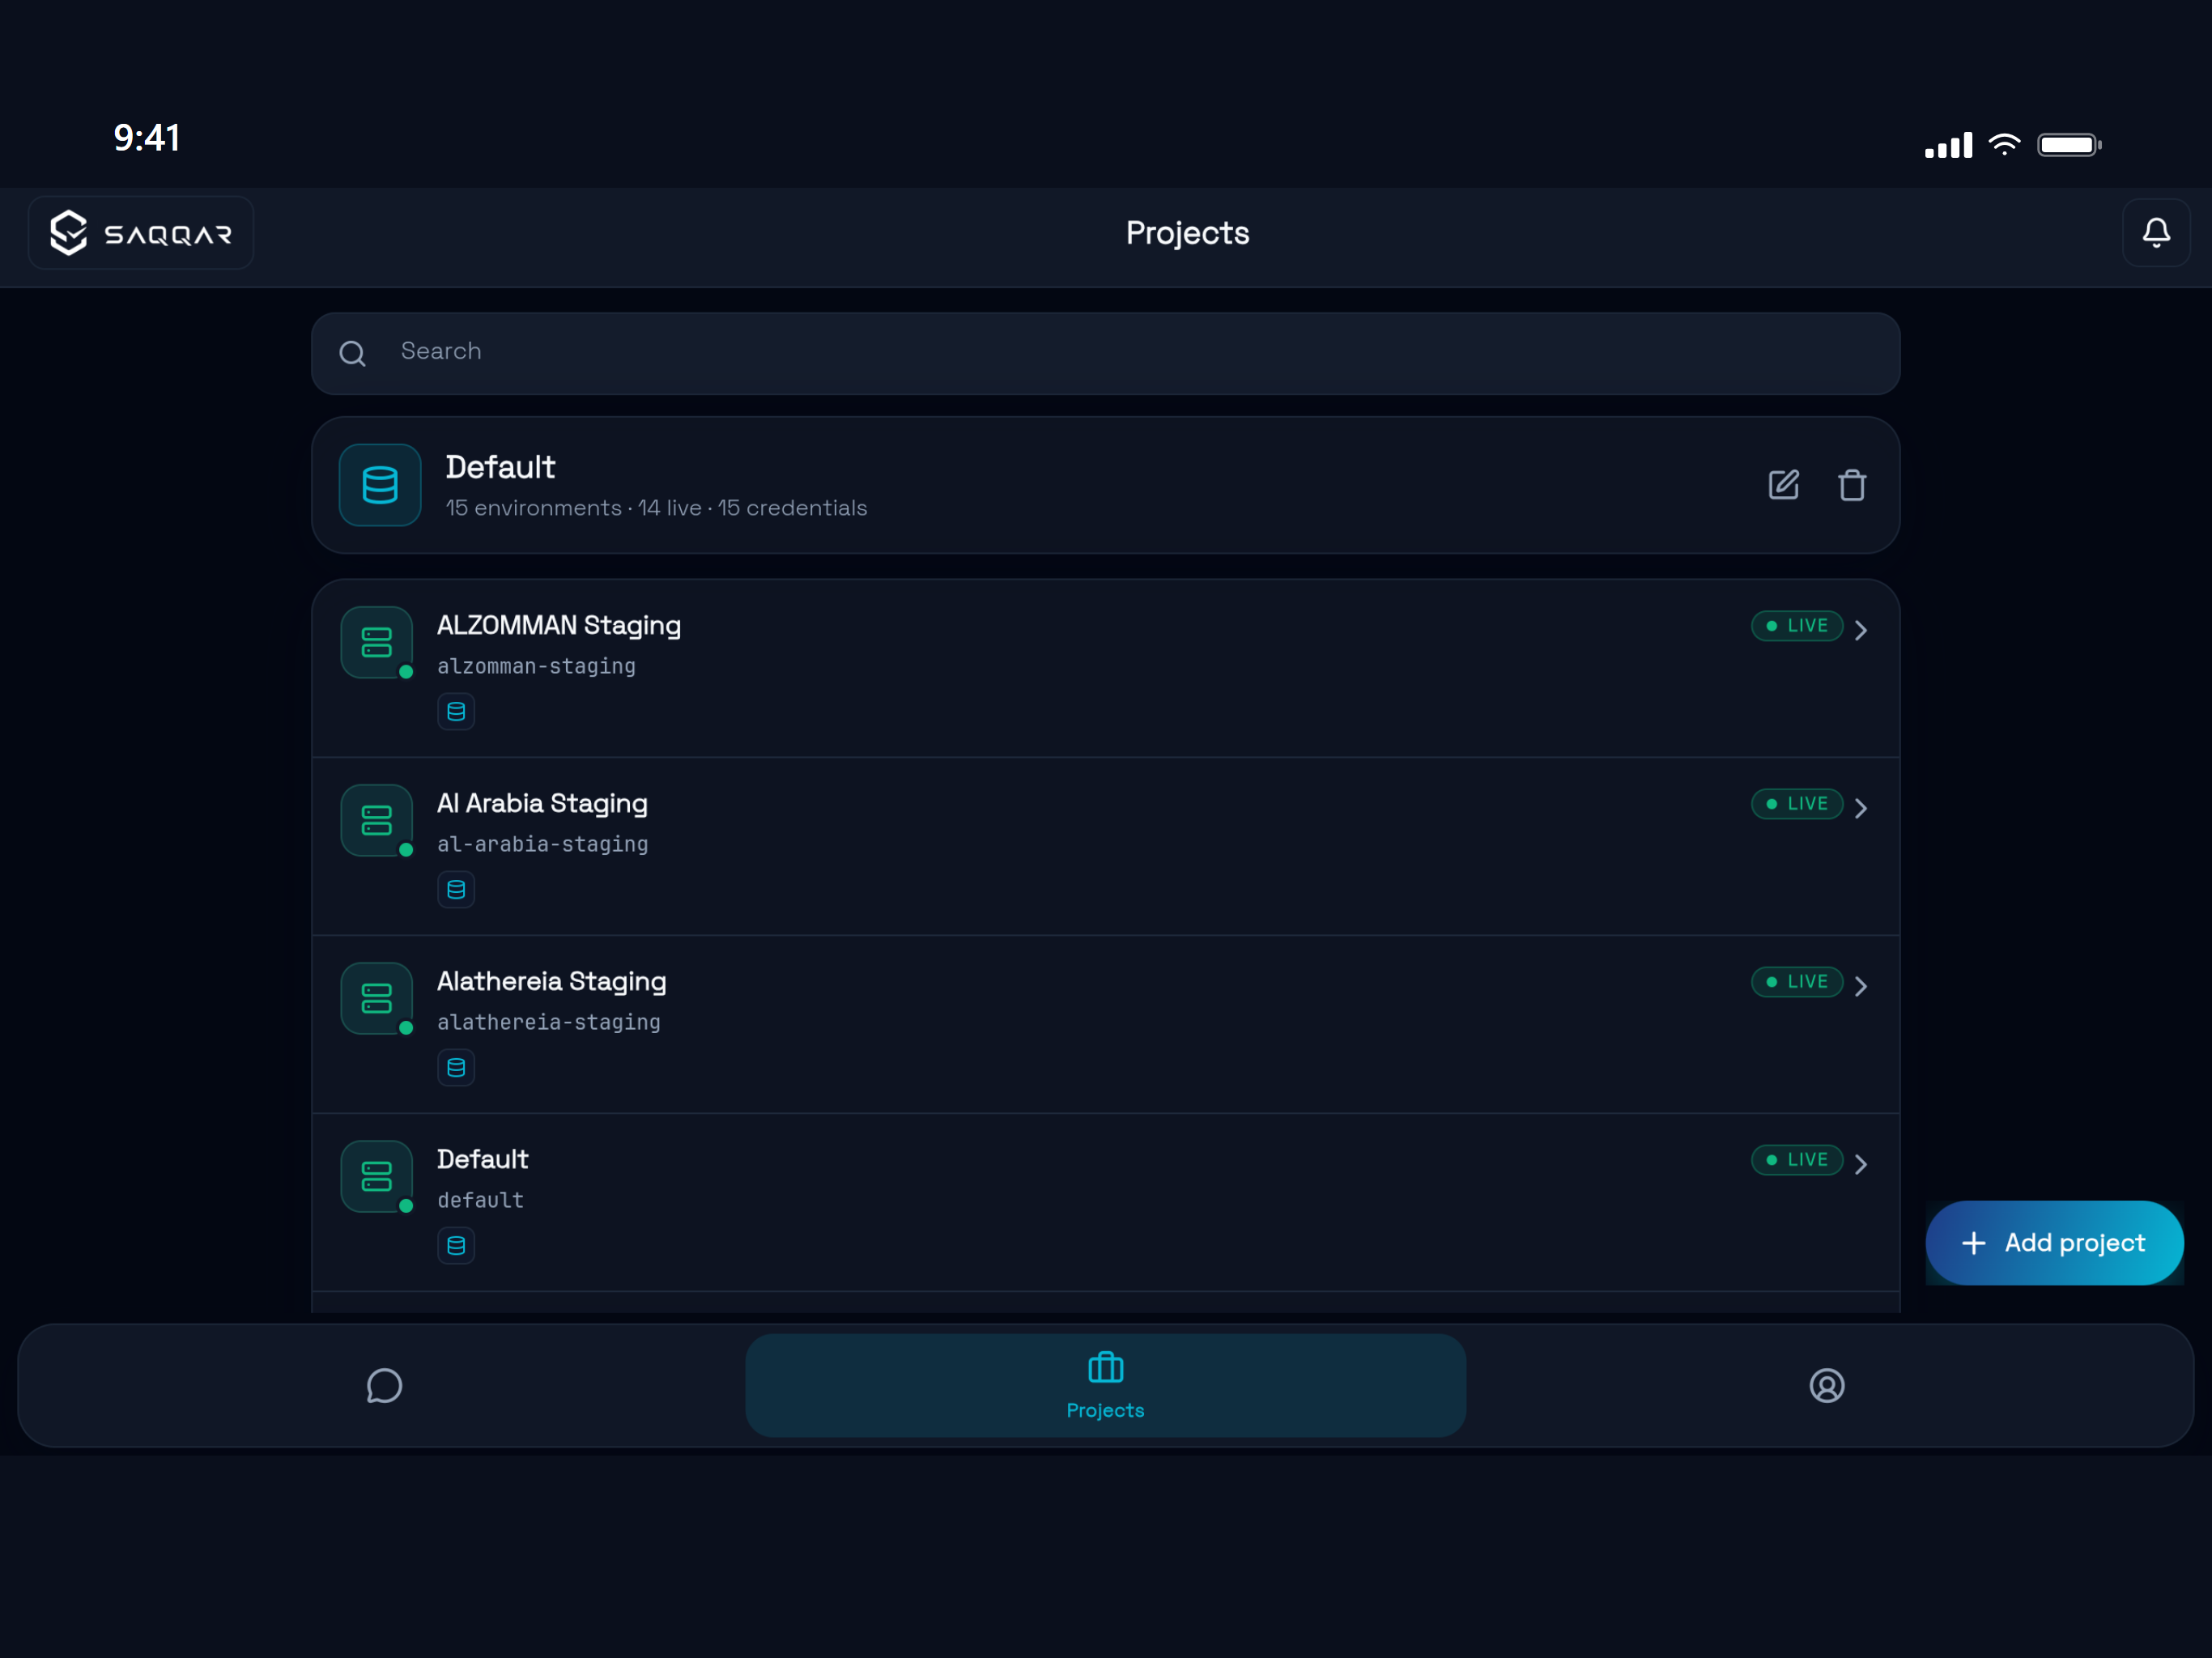 9:41
SAQQAR
Projects
Search
Default
15 environments · 14 live · 15 credentials
ALZOMMAN Staging
LIVE
alzomman-staging
Al Arabia Staging
LIVE
al-arabia-staging
Alathereia Staging
LIVE
alathereia-staging
Default
LIVE
default
Add project
Projects